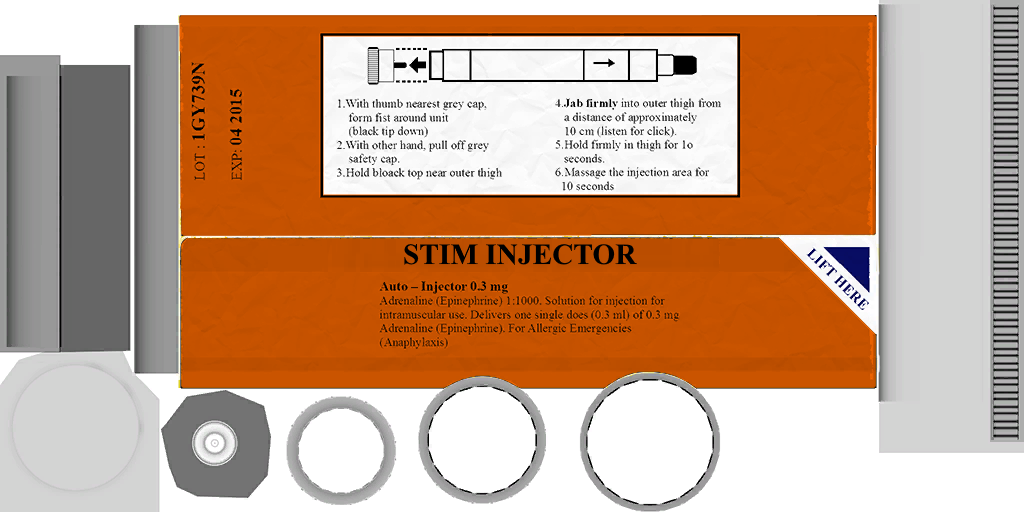 LOT : 1GY739N
EXP: 04 2015
1.With thumb nearest grey cap,
form fist around unit
(black tip down)
2.With other hand, pull off grey
safety cap.
3.Hold bloack top near outer thigh
4.Jab firmly into outer thigh from
a distance of approximately
10 cm (listen for click).
5.Hold firmly in thigh for 1o
seconds.
6.Massage the injection area for
10 seconds
STIM INJECTOR
Auto – Injector 0.3 mg
Adrenaline (Epinephrine) 1:1000. Solution for injection for
intramuscular use. Delivers one single does (0.3 ml) of 0.3 mg
Adrenaline (Epinephrine). For Allergic Emergencies
(Anaphylaxis)
LIFT HERE